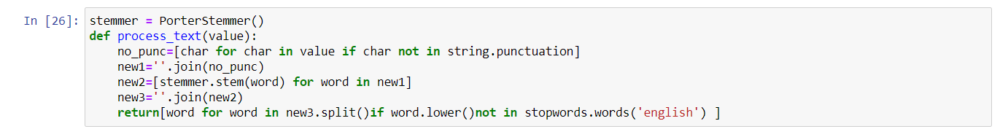 In [26]: stemmer = PorterStemmer()
def process_text(value):
    no_punc=[char for char in value if char not in string.punctuation]
    new1=''.join(no_punc)
    new2=[stemmer.stem(word) for word in new1]
    new3=''.join(new2)
    return[word for word in new3.split()if word.lower()not in stopwords.words('english') ]